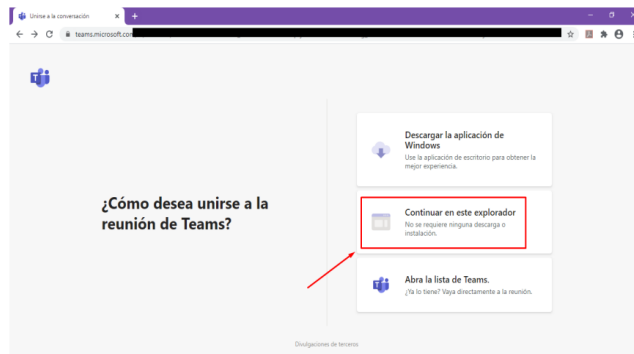 Unirse a la conversación
teams.microsoft.com
¿Cómo desea unirse a la
reunión de Teams?
Descargar la aplicación de
Windows
Use la aplicación de escritorio para obtener la
mejor experiencia.
Continuar en este explorador
No se requiere ninguna descarga o
instalación.
Abra la lista de Teams.
¿Ya lo tiene? Vaya directamente a la reunión.
Divulgaciones de terceros